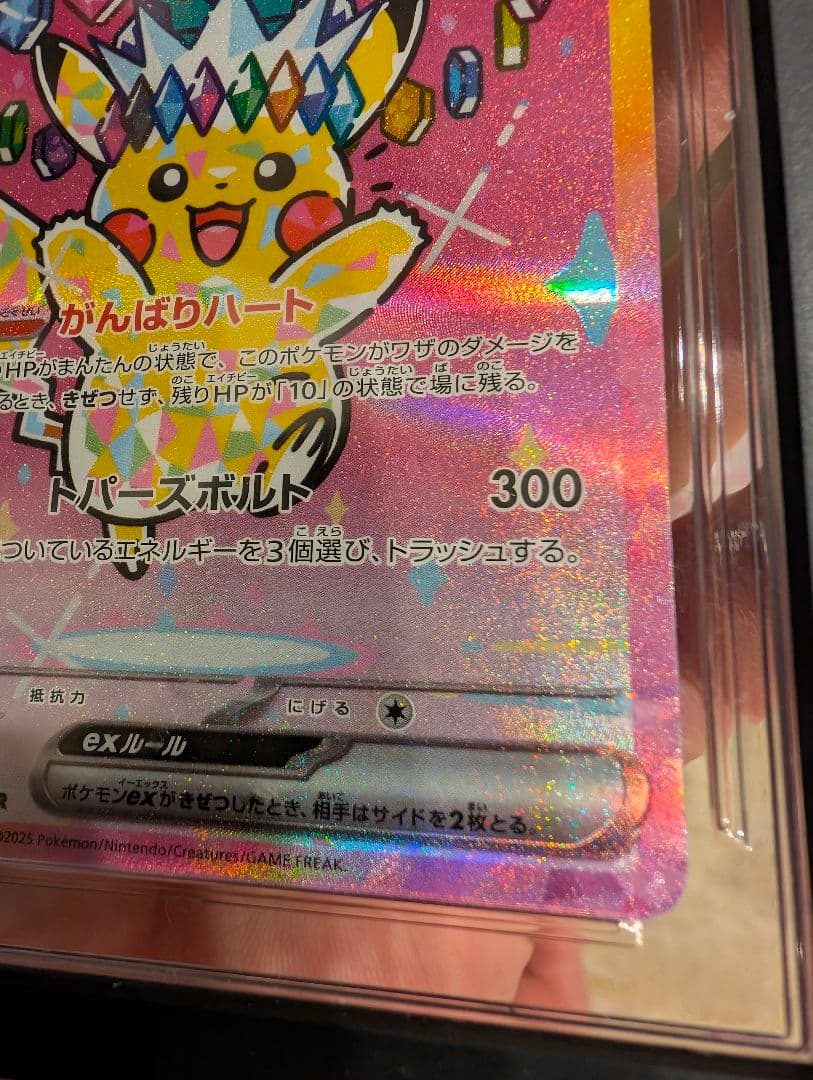 がんばりハート
HPがまんたんの状態で、このポケモンがワザのダメージを
るとき、きぜつせず、残りHPが「10」の状態で場に残る。
トパーズボルト 300
ついているエネルギーを3個選び、トラッシュする。
抵抗力 にげる
exルール
ポケモンexがきぜつしたとき、相手はサイドを2枚とる。
R
©2025 Pokémon/Nintendo/Creatures/GAME FREAK.